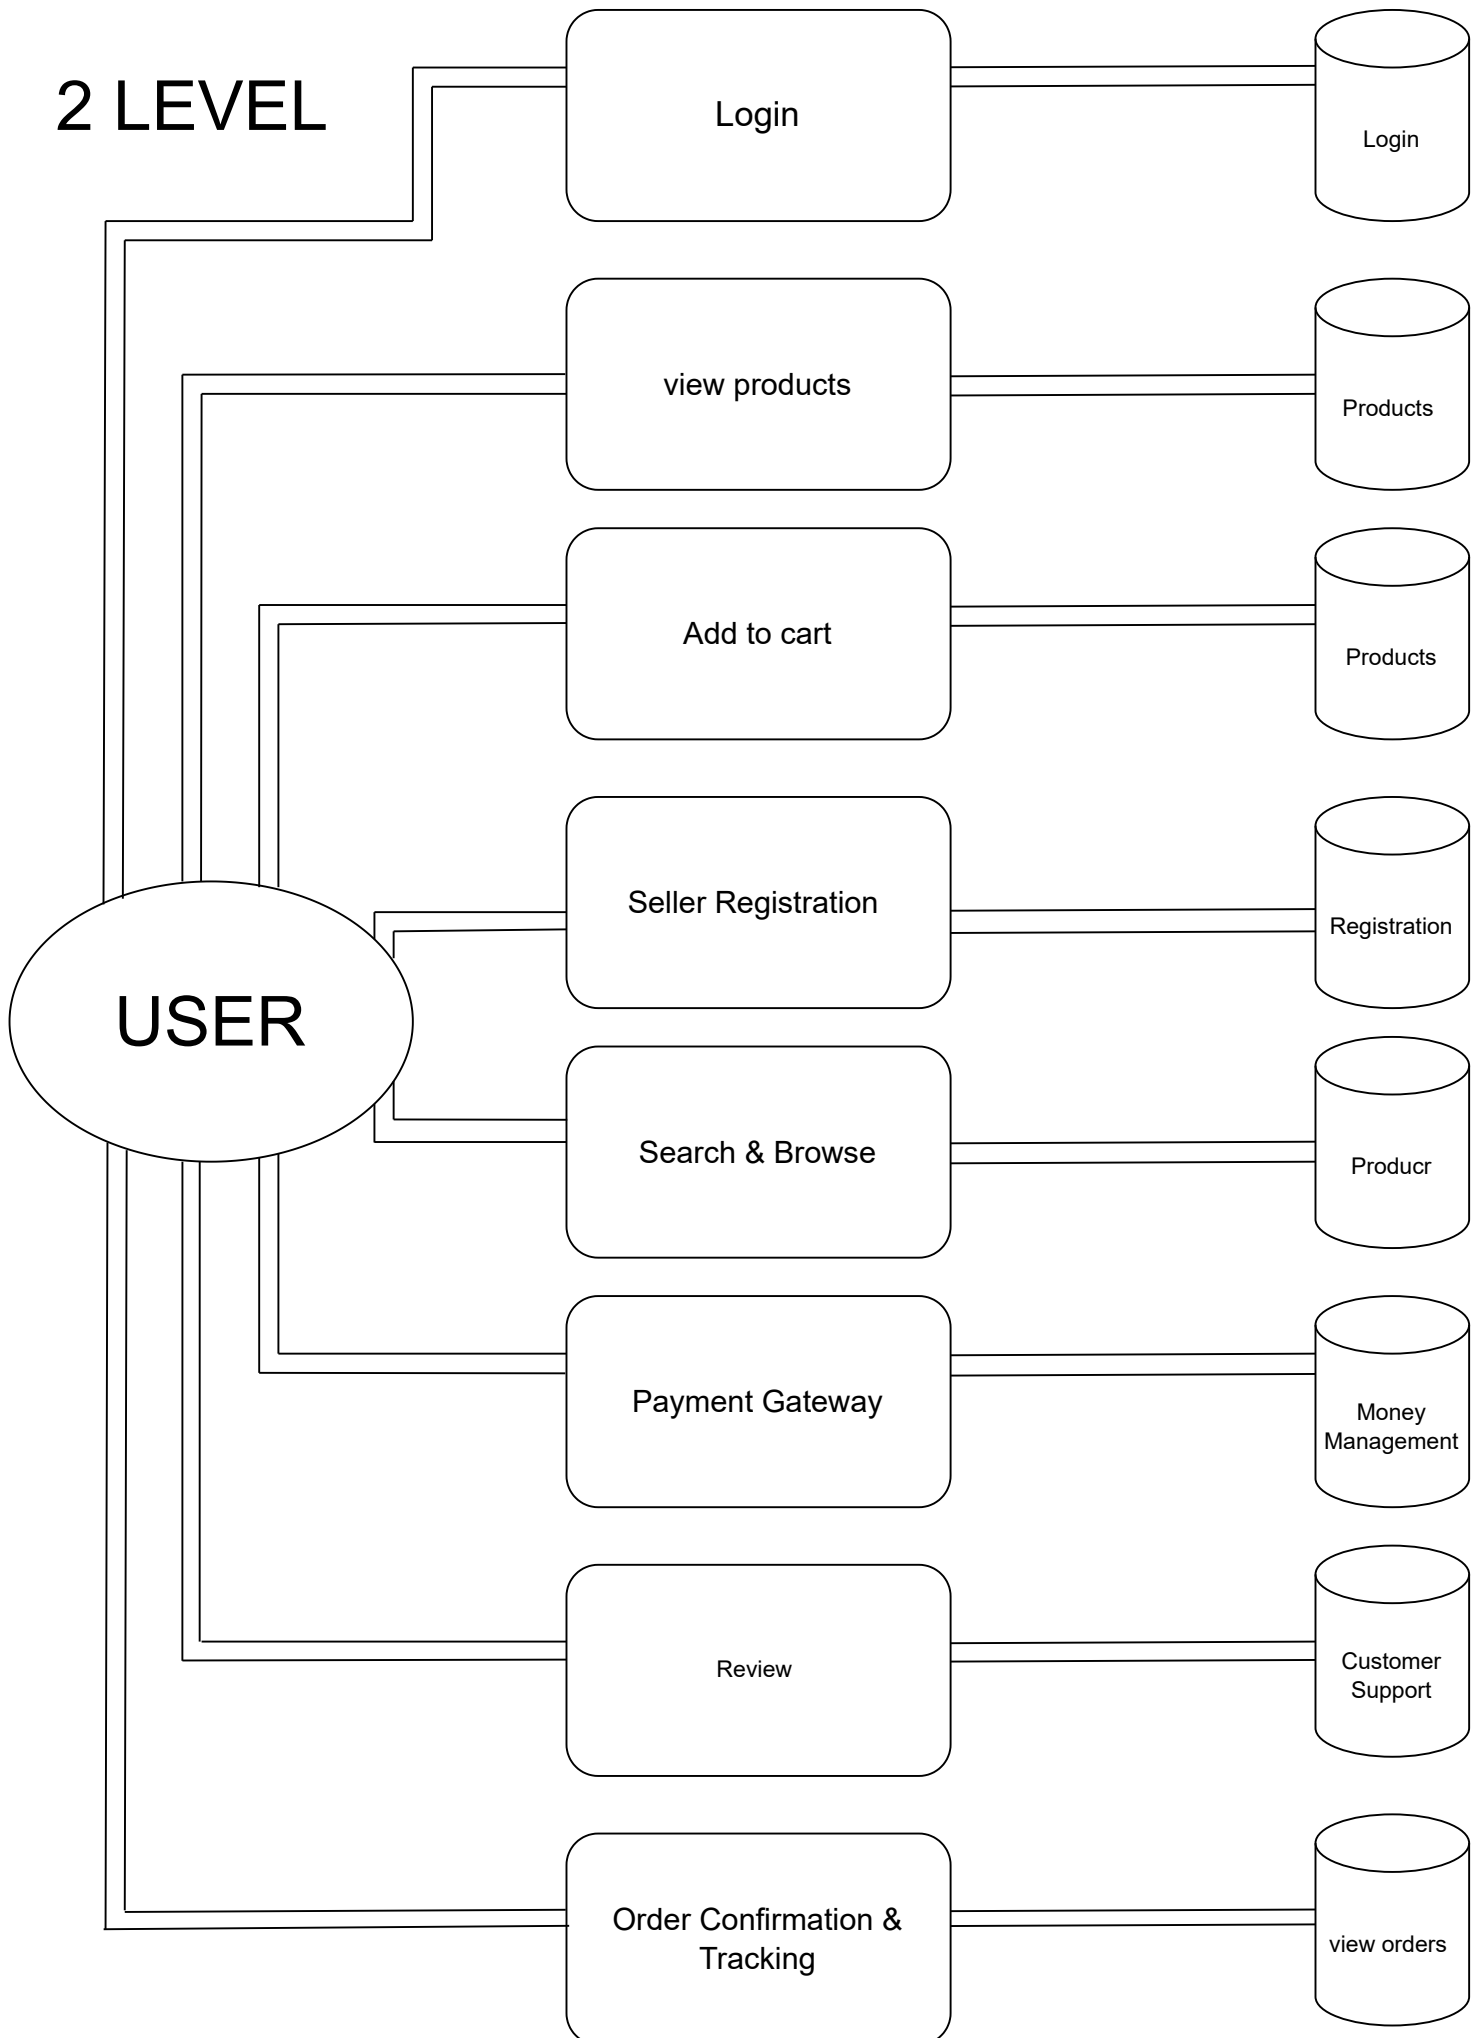 2 LEVEL
Login
Login
view products
Products
Add to cart
Products
Seller Registration
Registration
USER
Search & Browse
Producr
Payment Gateway
Money
Management
Review
Customer
Support
Order Confirmation &
Tracking
view orders